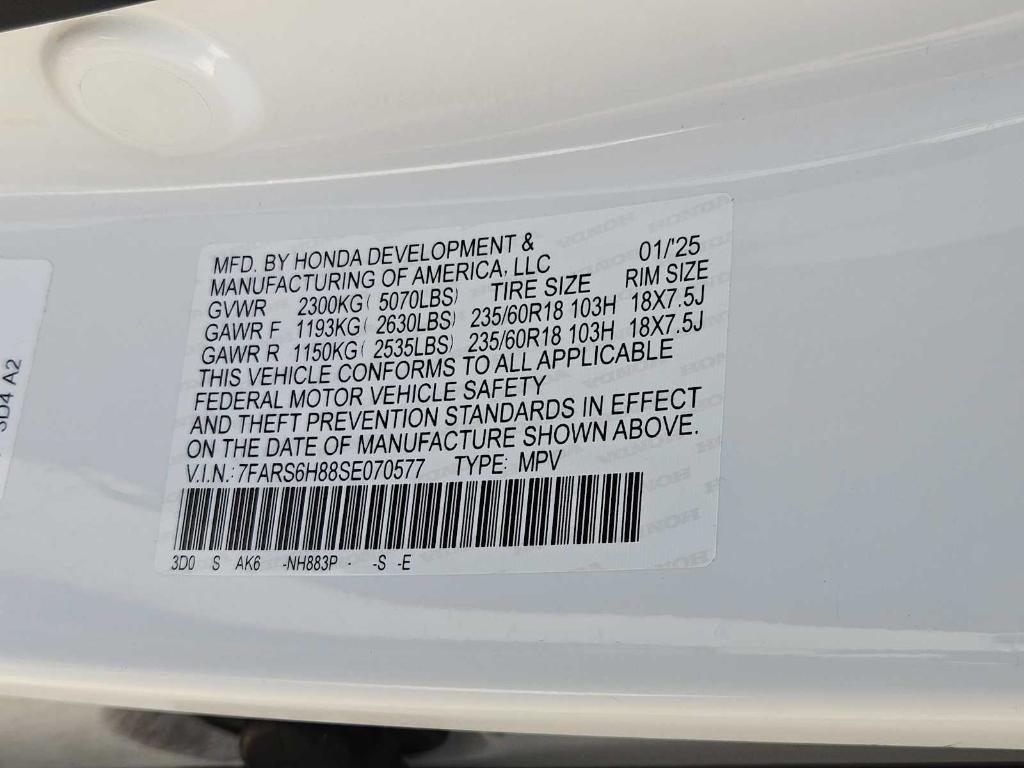 MFD. BY HONDA DEVELOPMENT & 01/'25
MANUFACTURING OF AMERICA, LLC
GVWR 2300KG( 5070LBS) TIRE SIZE RIM SIZE
GAWR F 1193KG( 2630LBS) 235/60R18 103H 18X7.5J
GAWR R 1150KG( 2535LBS) 235/60R18 103H 18X7.5J
THIS VEHICLE CONFORMS TO ALL APPLICABLE
FEDERAL MOTOR VEHICLE SAFETY
AND THEFT PREVENTION STANDARDS IN EFFECT
ON THE DATE OF MANUFACTURE SHOWN ABOVE.
V.I.N.:7FARS6H88SE070577 TYPE: MPV
3D0 S AK6 -NH883P - -S -E
3D4 A2